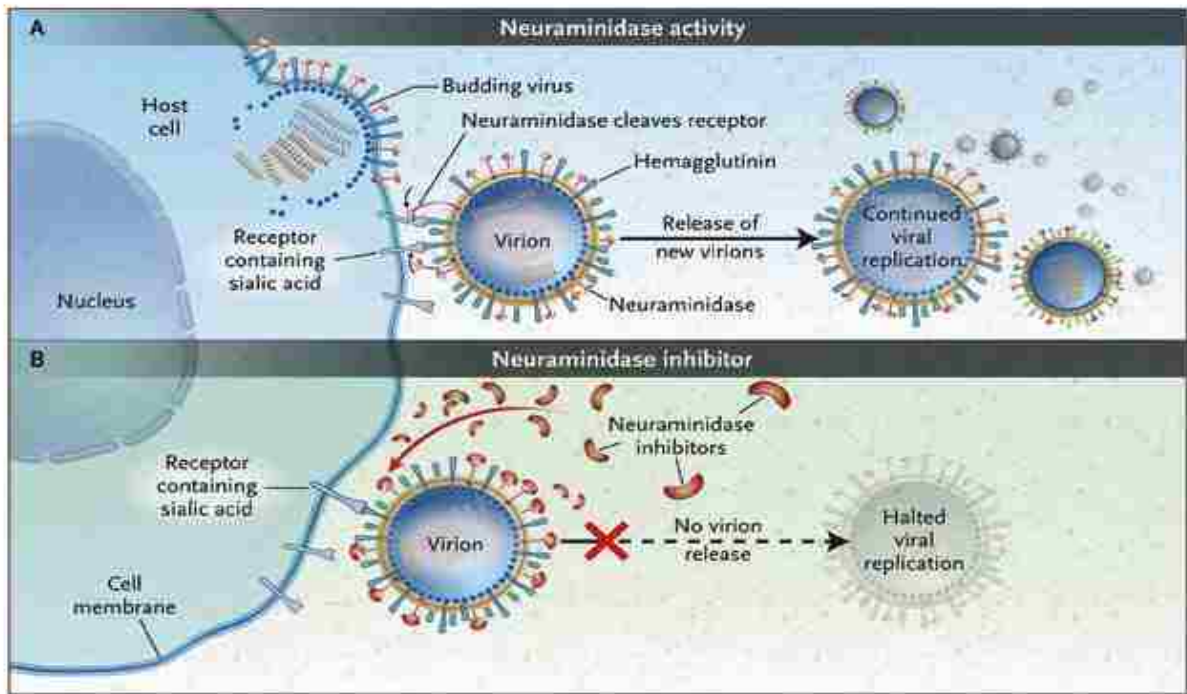 A
Neuraminidase activity
Budding virus
Host
cell
Neuraminidase cleaves receptor
Hemagglutinin
Receptor
containing
sialic acid
Virion
Release of
new virions
Continued
viral
replication
Nucleus
Neuraminidase
B
Neuraminidase inhibitor
Neuraminidase
inhibitors
Receptor
containing
sialic acid
Virion
No virion
release
Halted
viral
replication
Cell
membrane